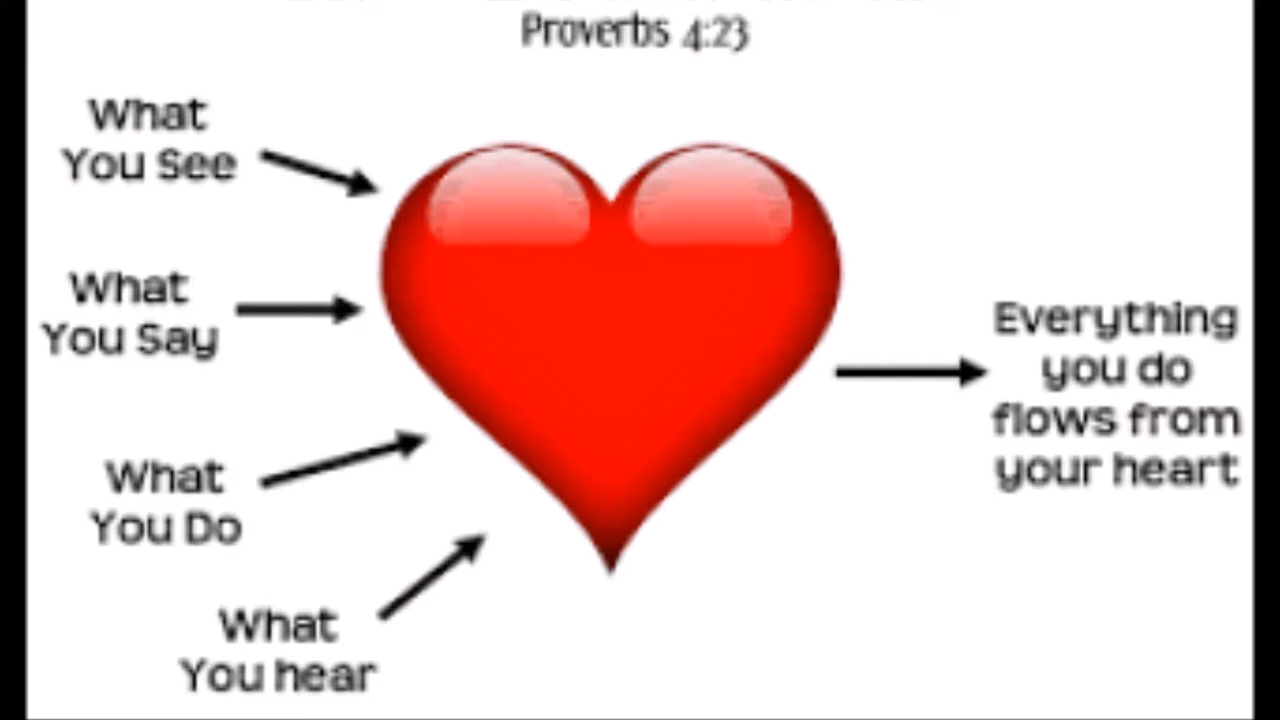 Proverbs 4:23
What
You See
What
You Say
What
You Do
What
You hear
Everything
you do
flows from
your heart